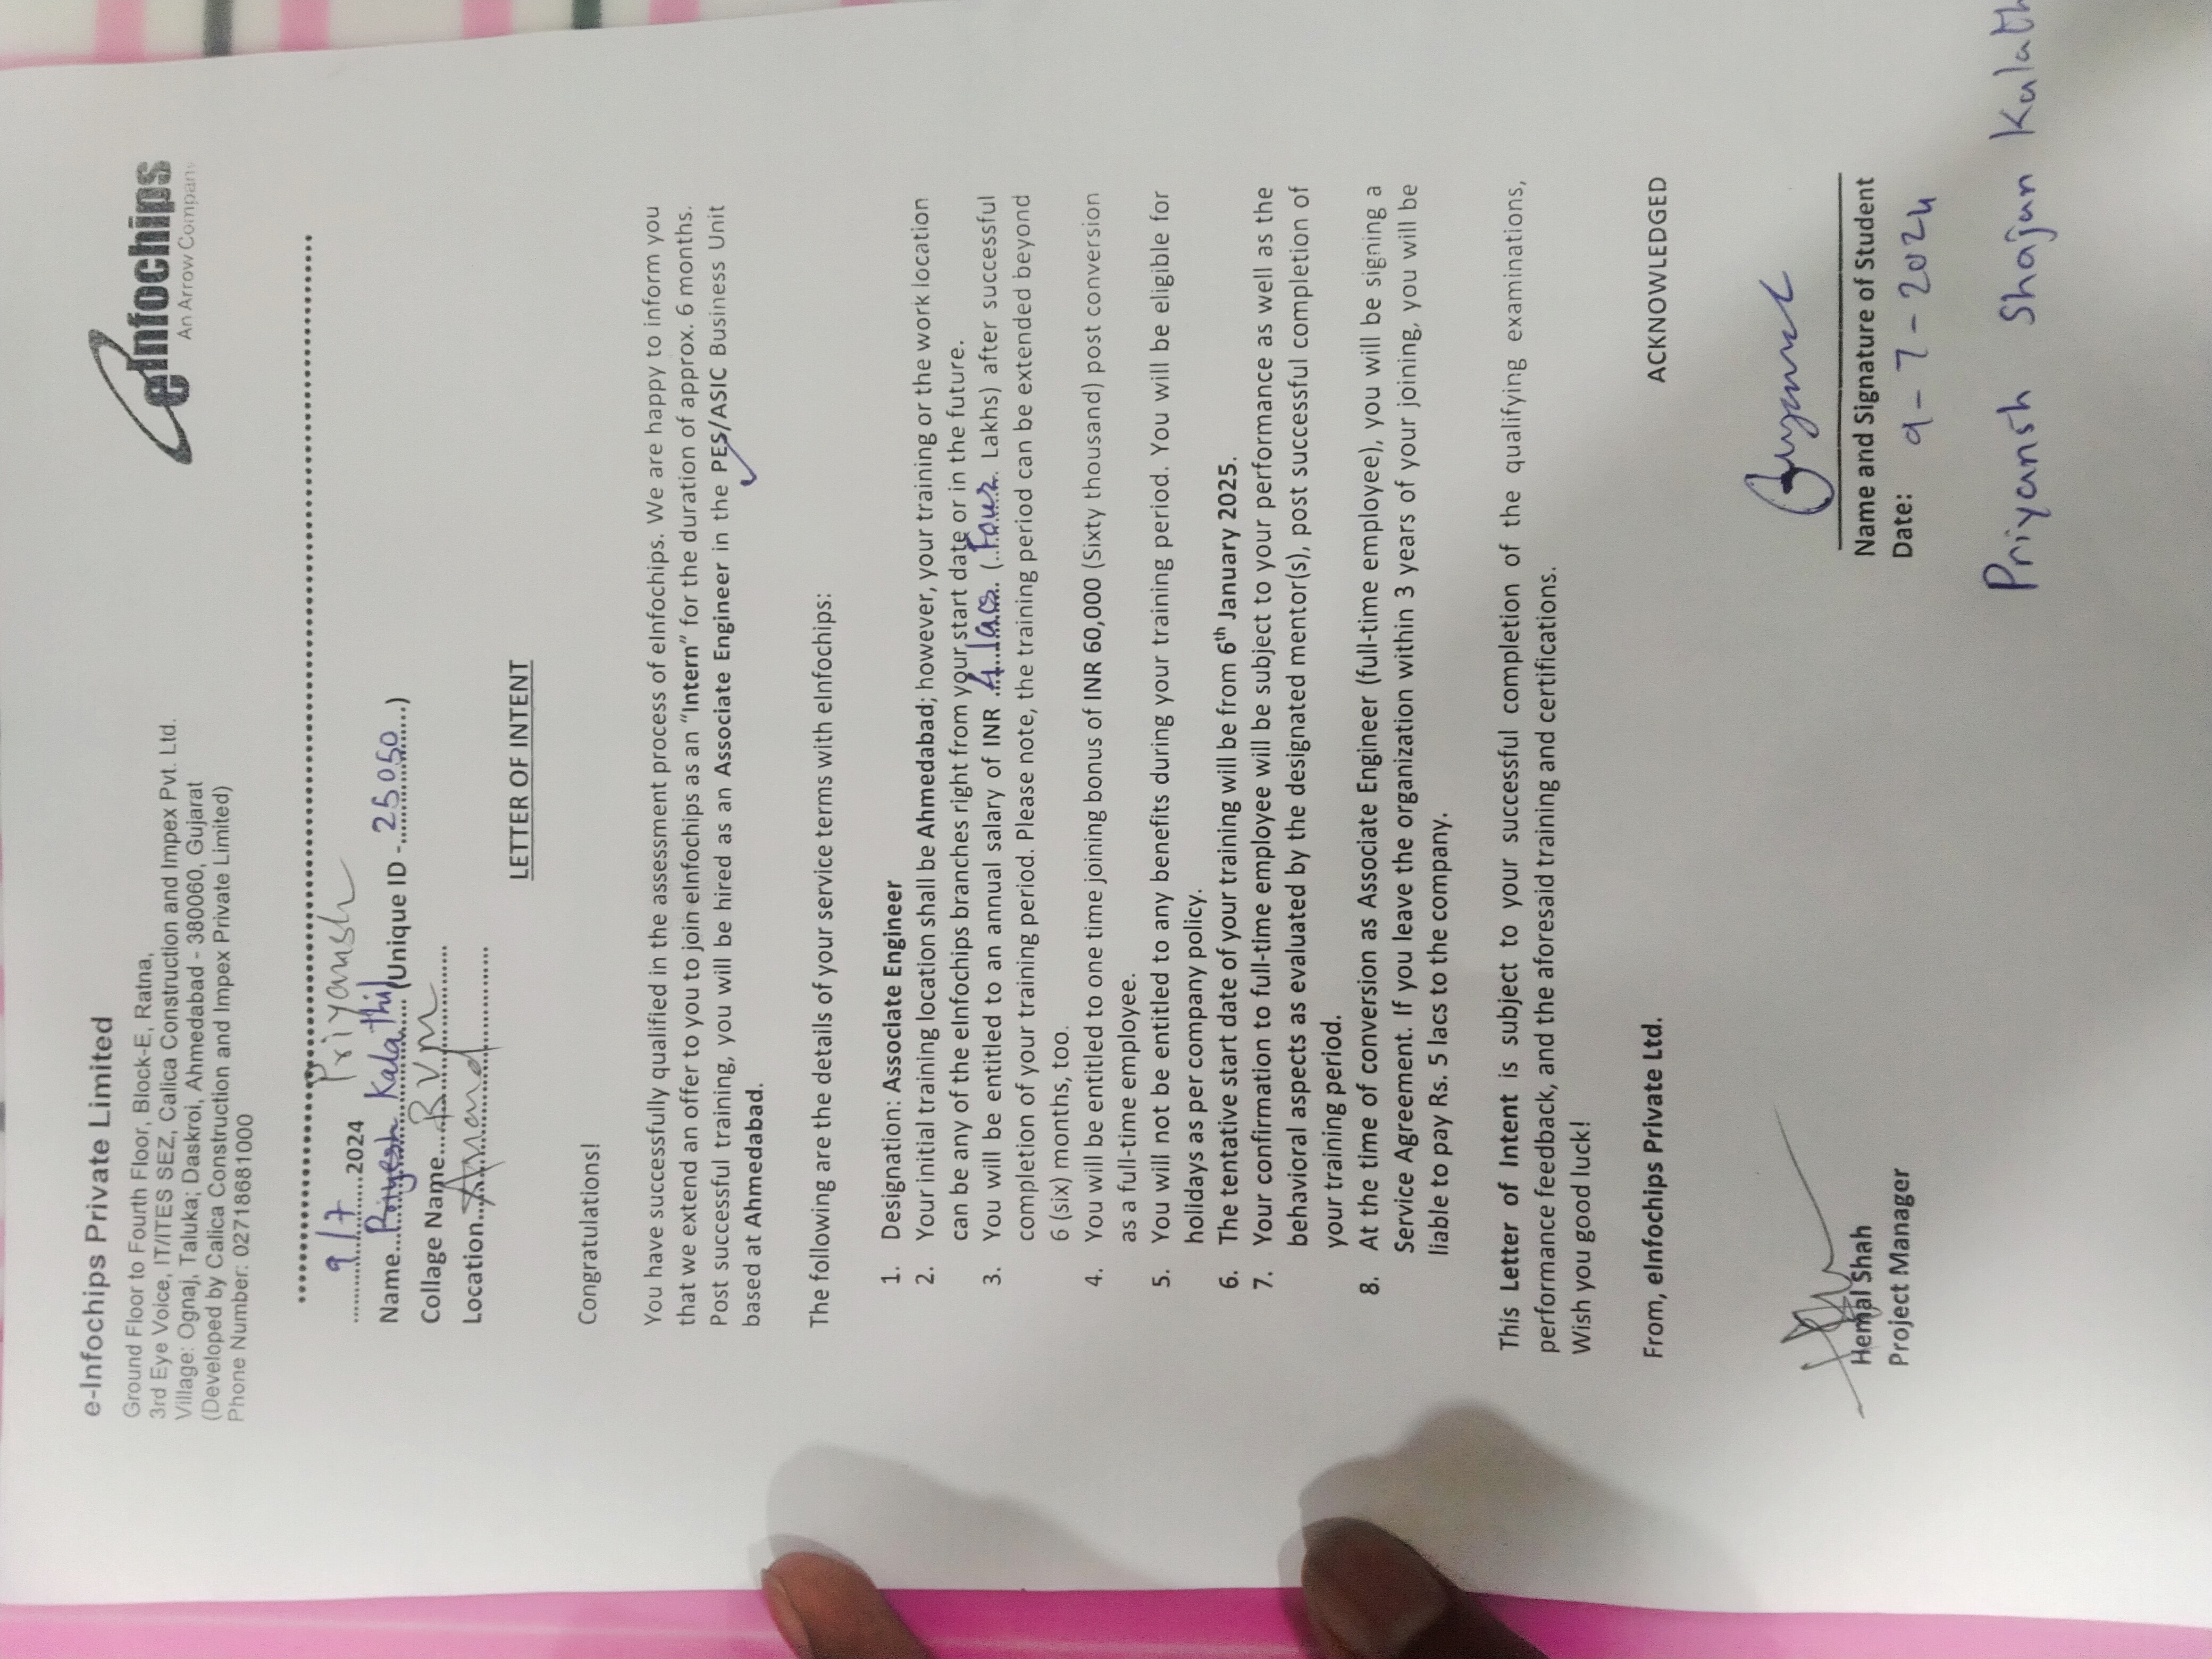 e-Infochips Private Limited
Ground Floor to Fourth Floor, Block-E, Ratna,
3rd Eye Voice, IT/ITES SEZ, Calica Construction and Impex Pvt. Ltd.
Village: Ognaj, Taluka; Daskroi, Ahmedabad - 380060, Gujarat
(Developed by Calica Construction and Impex Private Limited)
Phone Number: 02718681000
eInfochips
An Arrow Company
9/7 2024 Priyansh
Name...Priyesh Kalathil (Unique ID -...25050...)
Collage Name....BVM
Location...Anand
LETTER OF INTENT
Congratulations!
You have successfully qualified in the assessment process of eInfochips. We are happy to inform you
that we extend an offer to you to join eInfochips as an “Intern” for the duration of approx. 6 months.
Post successful training, you will be hired as an Associate Engineer in the PES/ASIC Business Unit
based at Ahmedabad.
The following are the details of your service terms with eInfochips:
1. Designation: Associate Engineer
2. Your initial training location shall be Ahmedabad; however, your training or the work location
can be any of the eInfochips branches right from your start date or in the future.
3. You will be entitled to an annual salary of INR ..4 lacs.. (..Four.. Lakhs) after successful
completion of your training period. Please note, the training period can be extended beyond
6 (six) months, too.
4. You will be entitled to one time joining bonus of INR 60,000 (Sixty thousand) post conversion
as a full-time employee.
5. You will not be entitled to any benefits during your training period. You will be eligible for
holidays as per company policy.
6. The tentative start date of your training will be from 6th January 2025.
7. Your confirmation to full-time employee will be subject to your performance as well as the
behavioral aspects as evaluated by the designated mentor(s), post successful completion of
your training period.
8. At the time of conversion as Associate Engineer (full-time employee), you will be signing a
Service Agreement. If you leave the organization within 3 years of your joining, you will be
liable to pay Rs. 5 lacs to the company.
This Letter of Intent is subject to your successful completion of the qualifying examinations,
performance feedback, and the aforesaid training and certifications.
Wish you good luck!
From, eInfochips Private Ltd.
ACKNOWLEDGED
Hemal Shah
Project Manager
Name and Signature of Student
Date: 9-7-2024
Priyansh Shajan Kalath